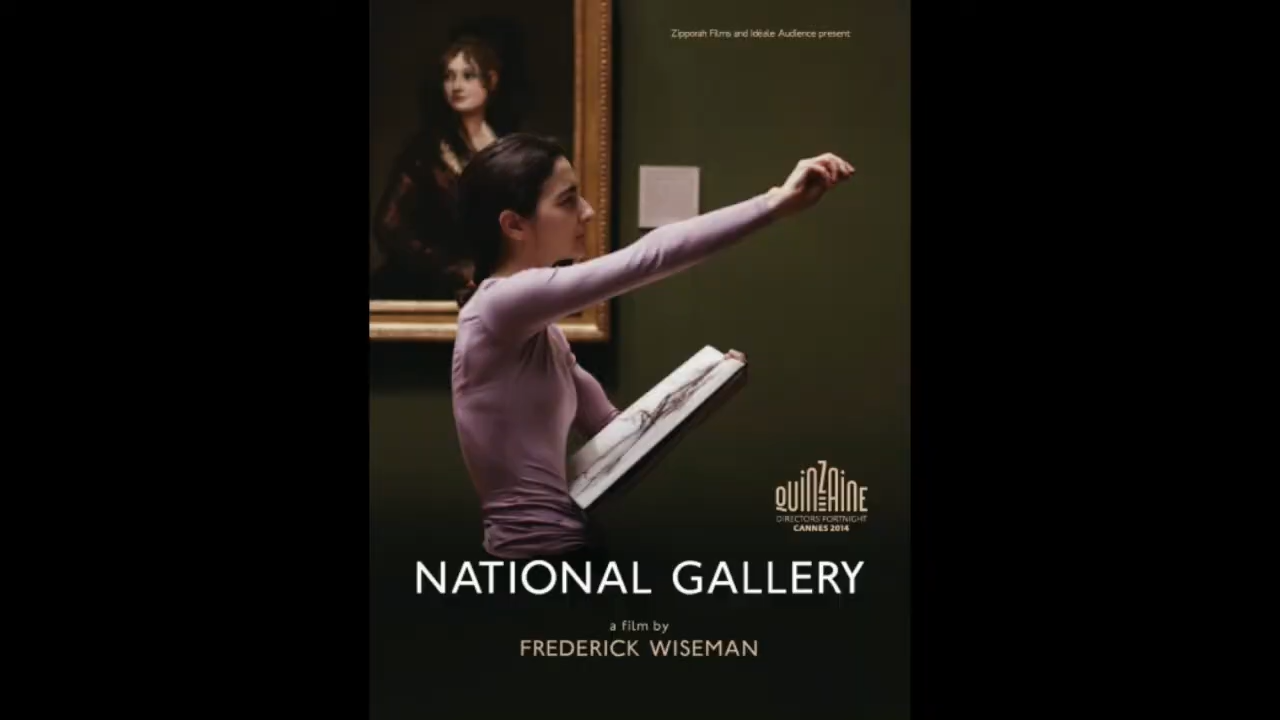 Zipporah Films and Idéale Audience present
QUINZAINE
DIRECTORS' FORTNIGHT
CANNES 2014
NATIONAL GALLERY
a film by
FREDERICK WISEMAN